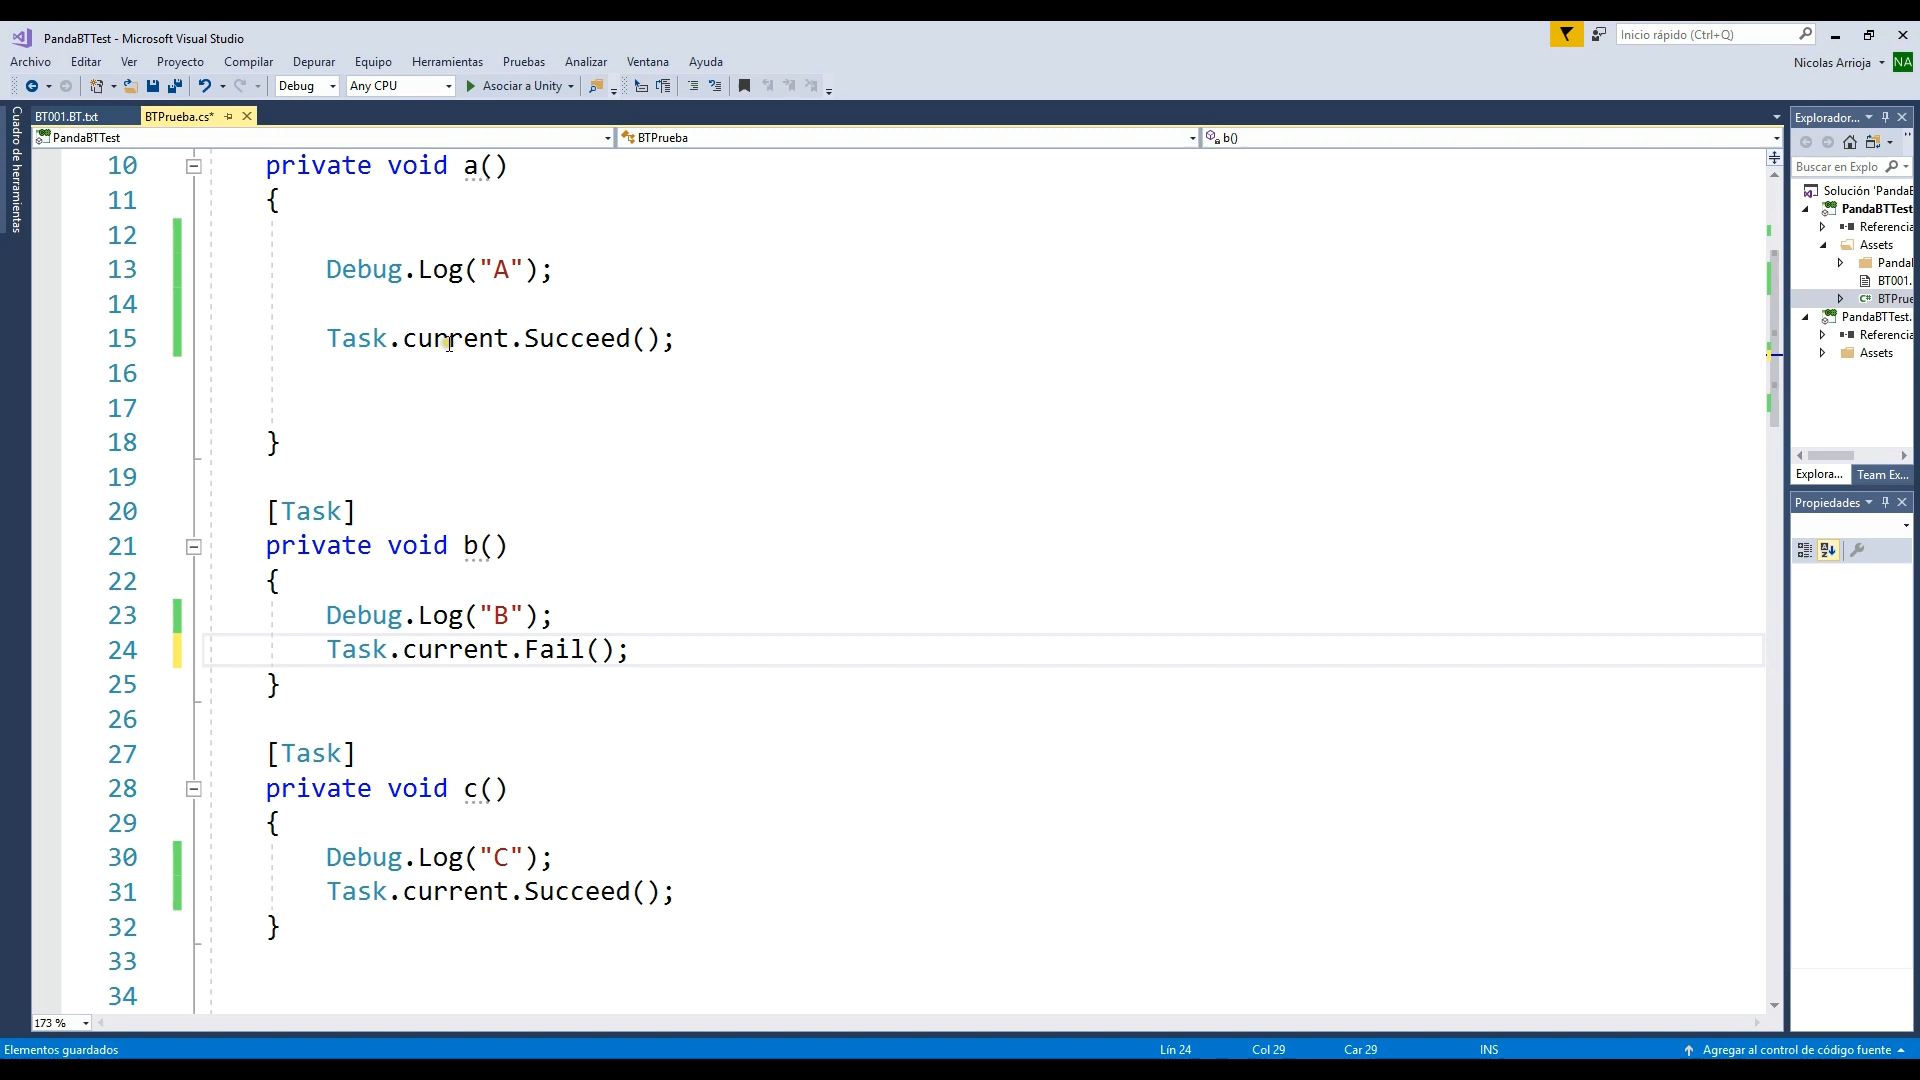 PandaBTTest - Microsoft Visual Studio
Inicio rápido (Ctrl+Q)
Archivo Editar Ver Proyecto Compilar Depurar Equipo Herramientas Pruebas Analizar Ventana Ayuda
Nicolas Arrioja NA
Debug Any CPU Asociar a Unity
Cuadro de herramientas
BT001.BT.txt BTPrueba.cs*
PandaBTTest BTPrueba b()
10 private void a()
11 {
12
13 Debug.Log("A");
14
15 Task.current.Succeed();
16
17
18 }
19
20 [Task]
21 private void b()
22 {
23 Debug.Log("B");
24 Task.current.Fail();
25 }
26
27 [Task]
28 private void c()
29 {
30 Debug.Log("C");
31 Task.current.Succeed();
32 }
33
34
173 %
Explorador...
Buscar en Explo
Solución 'PandaB
PandaBTTest
Referencia
Assets
Panda
BT001.
BTPrue
PandaBTTest.
Referencia
Assets
Explora... Team Ex...
Propiedades
Elementos guardados Lín 24 Col 29 Car 29 INS Agregar al control de código fuente